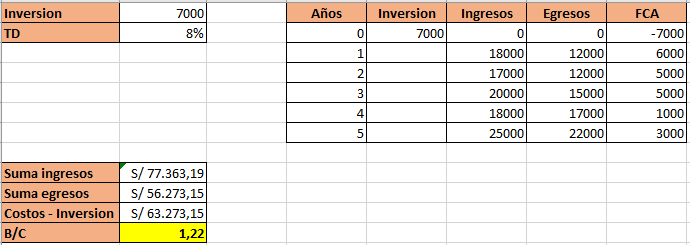 Inversion 7000
TD 8%
Años Inversion Ingresos Egresos FCA
0 7000 0 0 -7000
1 18000 12000 6000
2 17000 12000 5000
3 20000 15000 5000
4 18000 17000 1000
5 25000 22000 3000
Suma ingresos S/ 77.363,19
Suma egresos S/ 56.273,15
Costos - Inversion S/ 63.273,15
B/C 1,22